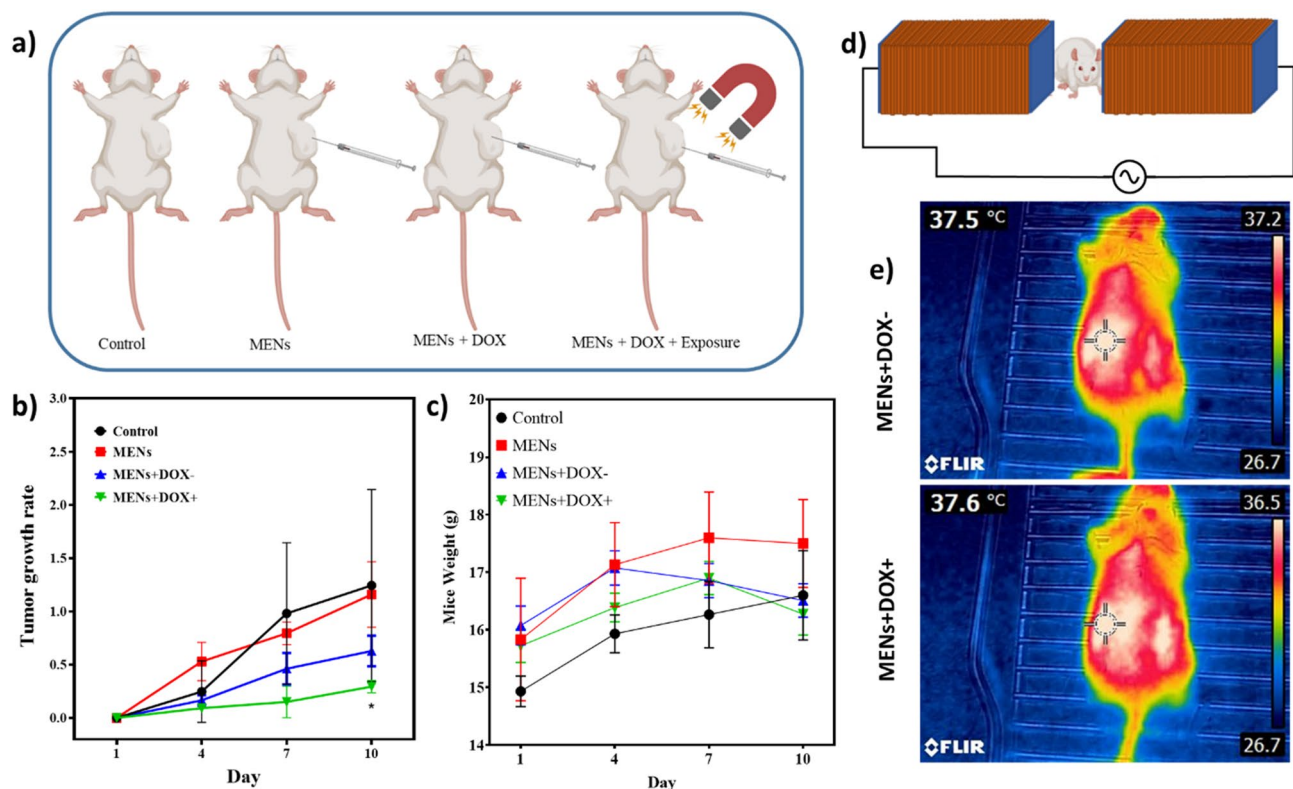 a)
Control
MENs
MENs + DOX
MENs + DOX + Exposure
b)
Tumor growth rate
3.0
2.5
2.0
1.5
1.0
0.5
0.0
Control
MENs
MENs+DOX-
MENs+DOX+
*
1
4
7
10
Day
c)
Mice Weight (g)
20
19
18
17
16
15
14
Control
MENs
MENs+DOX-
MENs+DOX+
1
4
7
10
Day
d)
e)
MENs+DOX-
37.5 °C
37.2
26.7
FLIR
MENs+DOX+
37.6 °C
36.5
26.7
FLIR